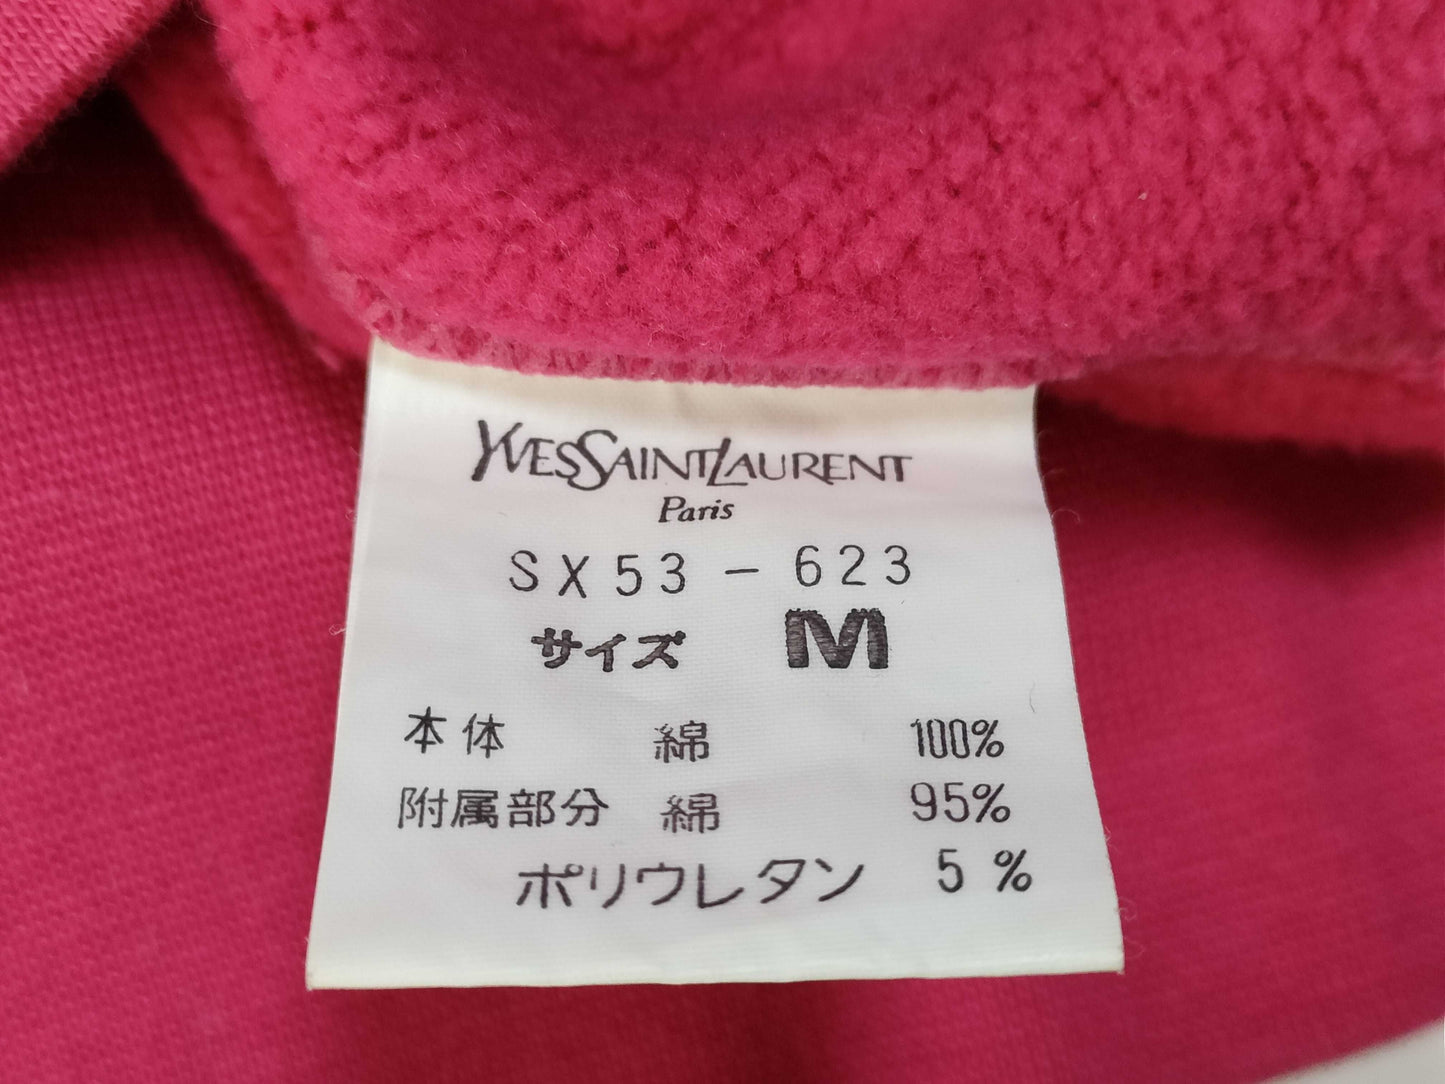 YVESSAINTLAURENT
Paris
SX53-623
サイズ M
本体 綿 100%
附属部分 綿 95%
ポリウレタン 5%